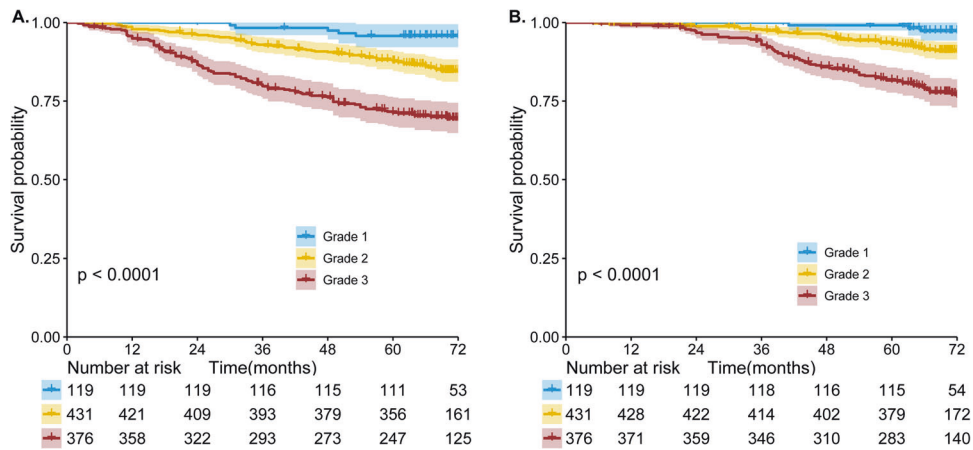 A.
1.00
0.75
0.50
0.25
0.00
Survival probability
Grade 1
Grade 2
Grade 3
p < 0.0001
0 12 24 36 48 60 72
Number at risk Time(months)
119 119 119 116 115 111 53
431 421 409 393 379 356 161
376 358 322 293 273 247 125
B.
1.00
0.75
0.50
0.25
0.00
Survival probability
Grade 1
Grade 2
Grade 3
p < 0.0001
0 12 24 36 48 60 72
Number at risk Time(months)
119 119 119 118 116 115 54
431 428 422 414 402 379 172
376 371 359 346 310 283 140